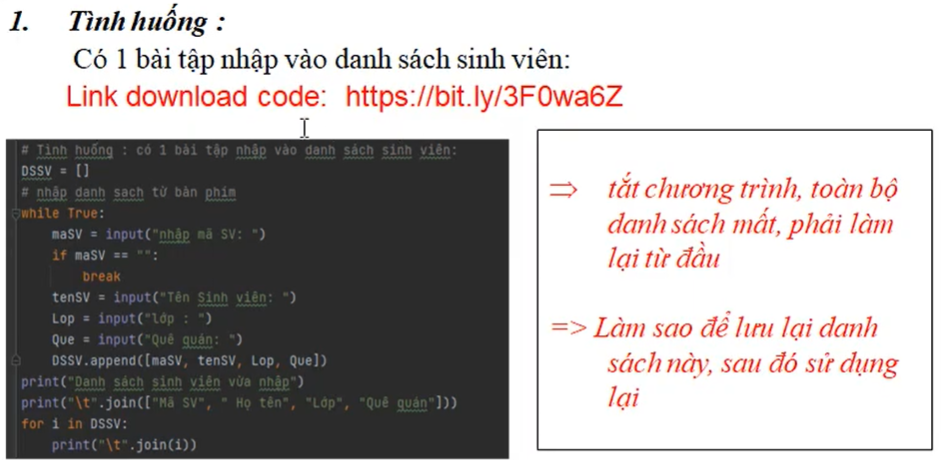 1. Tình huống :
Có 1 bài tập nhập vào danh sách sinh viên:
Link download code: https://bit.ly/3F0wa6Z
# Tình huống : có 1 bài tập nhập vào danh sách sinh viên:
DSSV = []
# nhập danh sach từ bàn phím
while True:
    maSV = input("nhập mã SV: ")
    if maSV == "":
        break
    tenSV = input("Tên Sinh viên: ")
    Lop = input("lớp : ")
    Que = input("Quê quán: ")
    DSSV.append([maSV, tenSV, Lop, Que])
print("Danh sách sinh viên vừa nhập")
print("\t".join(["Mã SV", " Họ tên", "Lớp", "Quê quán"]))
for i in DSSV:
    print("\t".join(i))
⇒ tắt chương trình, toàn bộ
danh sách mất, phải làm
lại từ đầu
=> Làm sao để lưu lại danh
sách này, sau đó sử dụng
lại